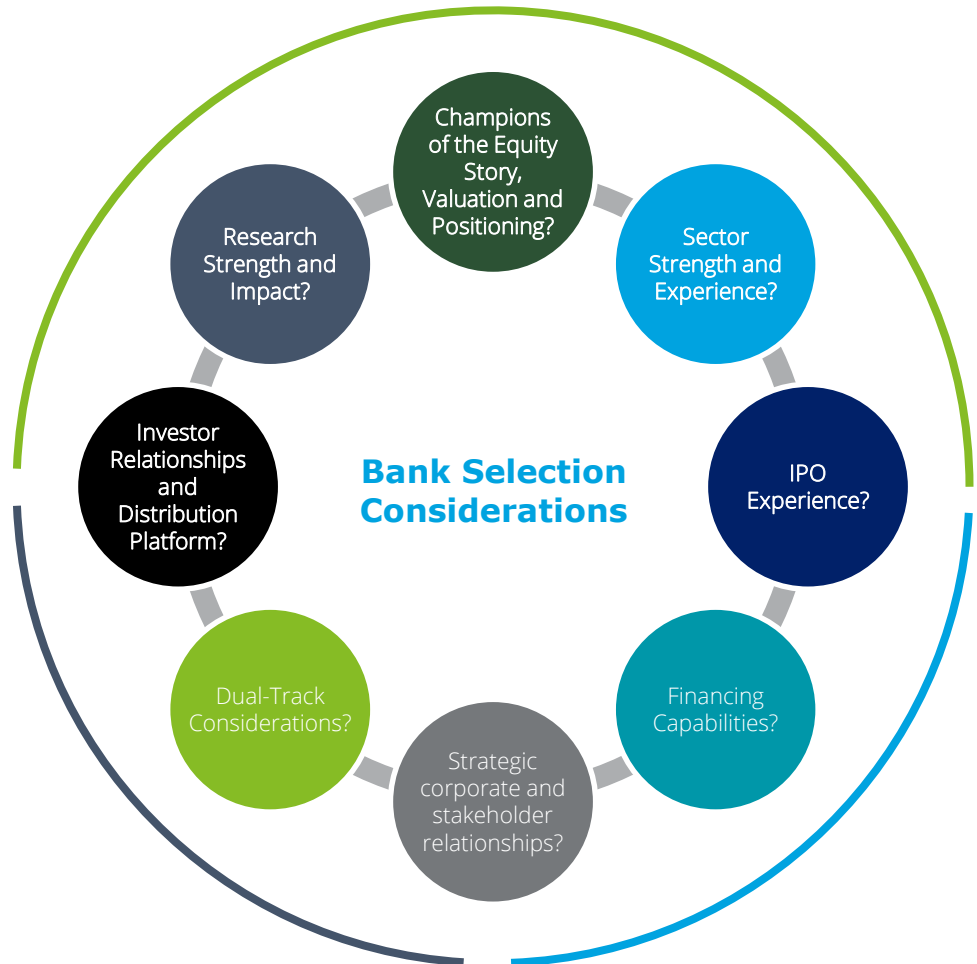 Champions
of the Equity
Story,
Valuation and
Positioning?
Sector
Strength and
Experience?
IPO
Experience?
Financing
Capabilities?
Strategic
corporate and
stakeholder
relationships?
Dual-Track
Considerations?
Investor
Relationships
and
Distribution
Platform?
Research
Strength and
Impact?
Bank Selection
Considerations